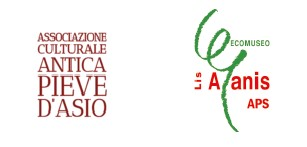 ASSOCIAZIONE
CULTURALE
ANTICA
PIEVE
D'ASIO
ECOMUSEO
Lis Aganis
APS